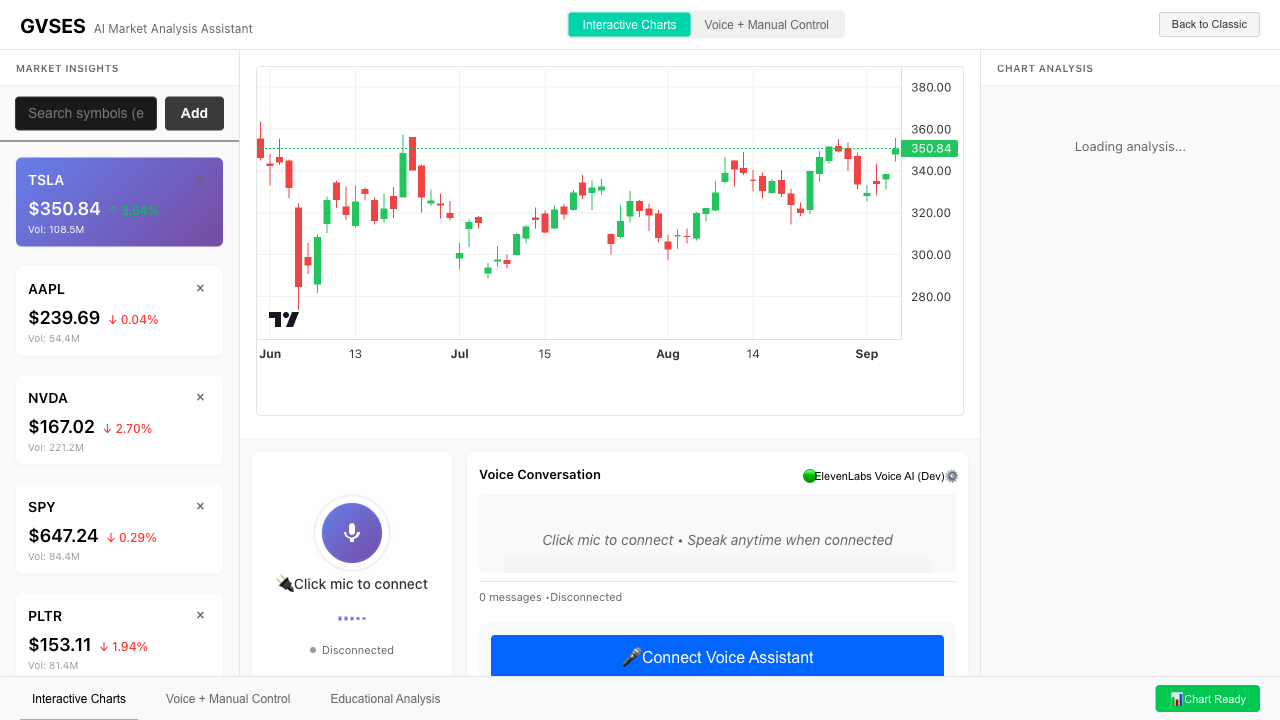 GVSES AI Market Analysis Assistant
Interactive Charts
Voice + Manual Control
Back to Classic
MARKET INSIGHTS
Search symbols (e
Add
TSLA
$350.84 ↑ 3.64%
Vol: 108.5M
AAPL ×
$239.69 ↓ 0.04%
Vol: 54.4M
NVDA ×
$167.02 ↓ 2.70%
Vol: 221.2M
SPY ×
$647.24 ↓ 0.29%
Vol: 84.4M
PLTR ×
$153.11 ↓ 1.94%
Vol: 81.4M
380.00
360.00
350.84
340.00
320.00
300.00
280.00
Jun 13 Jul 15 Aug 14 Sep
CHART ANALYSIS
Loading analysis...
Click mic to connect
Disconnected
Voice Conversation
ElevenLabs Voice AI (Dev)
Click mic to connect • Speak anytime when connected
0 messages •Disconnected
Connect Voice Assistant
Interactive Charts
Voice + Manual Control
Educational Analysis
Chart Ready